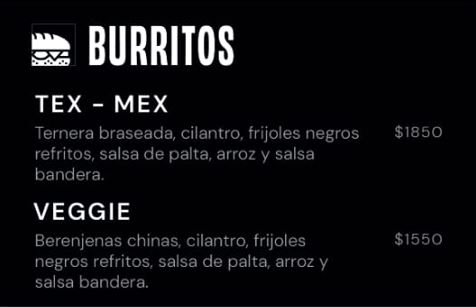 BURRITOS
TEX - MEX
Ternera braseada, cilantro, frijoles negros $1850
refritos, salsa de palta, arroz y salsa
bandera.
VEGGIE
Berenjenas chinas, cilantro, frijoles $1550
negros refritos, salsa de palta, arroz y
salsa bandera.